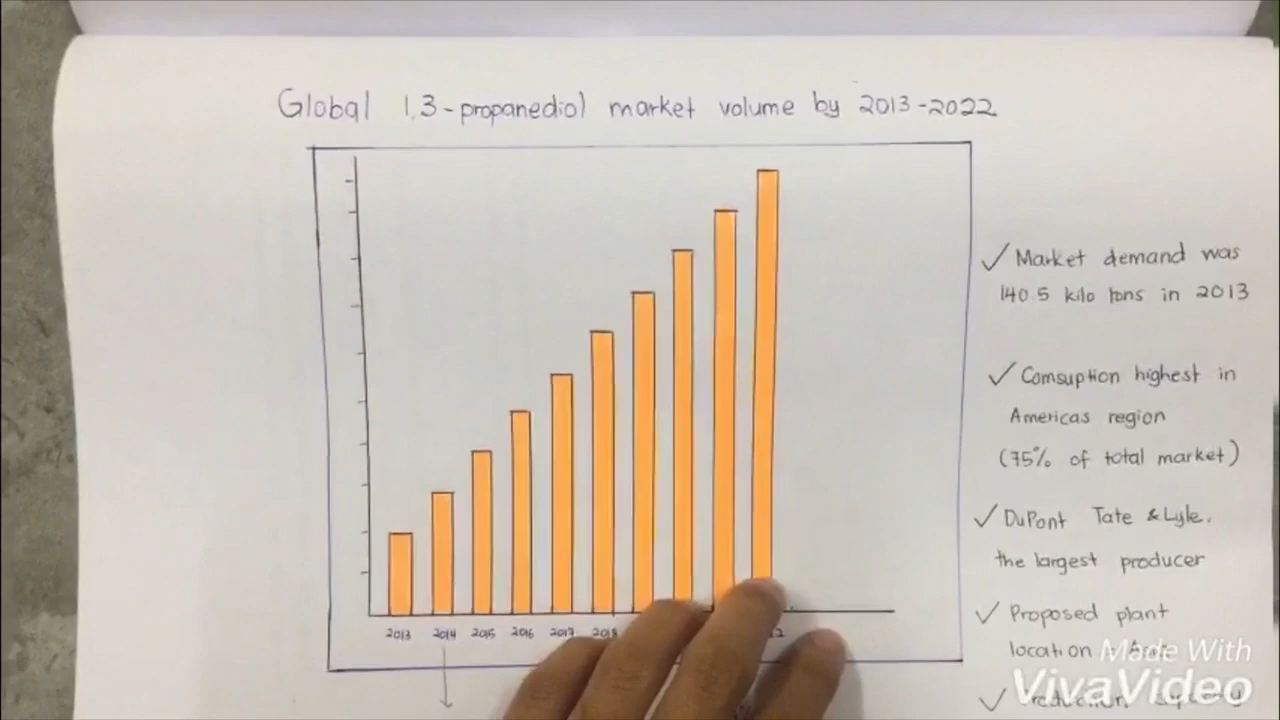 Global 1,3-propanediol market volume by 2013-2022
✓ Market demand was
140.5 kilo tons in 2013
✓ Comsuption highest in
Americas region
(75% of total market)
✓ DuPont Tate & Lyle,
the largest producer
✓ Proposed plant
location
2013 2014 2015 2016 2017 2018
Made With
VivaVideo